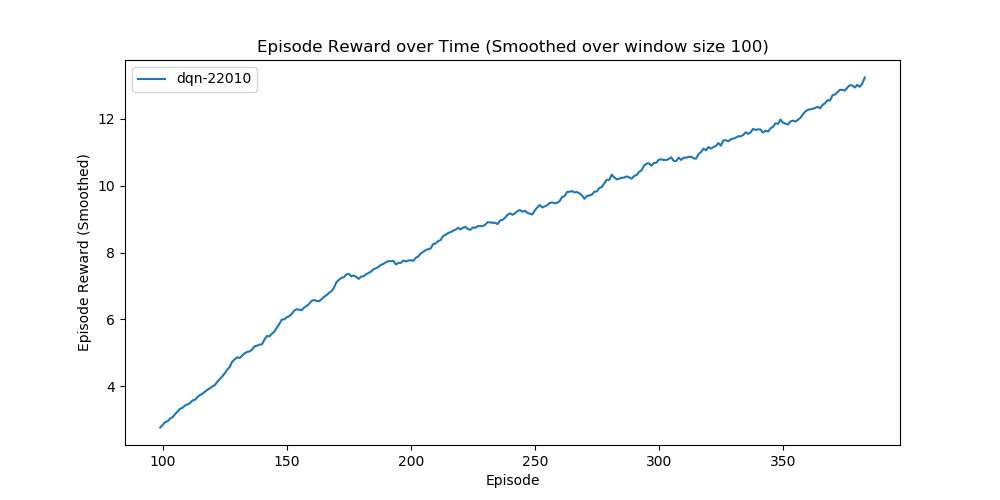 Episode Reward over Time (Smoothed over window size 100)
dqn-22010
Episode Reward (Smoothed)
12
10
8
6
4
100 150 200 250 300 350
Episode